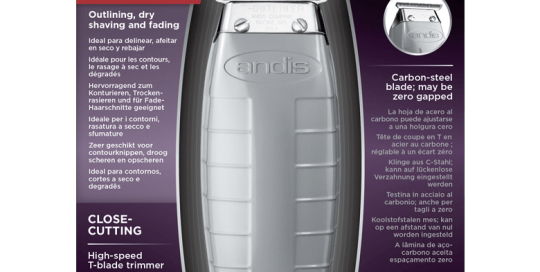 Outlining, dry
shaving and fading
Ideal para delinear, afeitar
en seco y rebajar
Idéale pour les contours,
le rasage à sec et les
dégradés
Hervorragend zum
Konturieren, Trocken-
rasieren und für Fade-
Haarschnitte geeignet
Ideale per i contorni,
rasatura a secco e
sfumature
Zeer geschikt voor
contourknippen, droog
scheren en opscheren
Ideal para contornos,
cortes a seco e
degradês
CLOSE-
CUTTING
High-speed
T-blade trimmer
andis
Carbon-steel
blade; may be
zero gapped
La hoja de acero al
carbono puede ajustarse
a una holgura cero
Tête de coupe en T en
acier au carbone ;
réglable à un écart zéro
Klinge aus C-Stahl;
kann auf lückenlose
Verzahnung eingestellt
werden
Testina in acciaio al
carbonio; anche per
tagli a zero
Koolstofstalen mes; kan
op een afstand van nul
worden ingesteld
A lâmina de aço-
carbono aceita
espaçamento zero